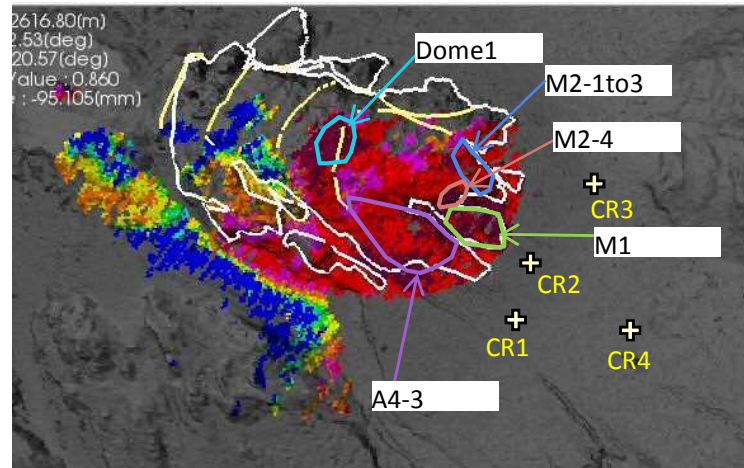 2616.80[m]
2.53[deg]
20.57[deg]
Value : 0.860
e : -95.105(mm)
Dome1
M2-1to3
M2-4
CR3
M1
CR2
CR1
CR4
A4-3